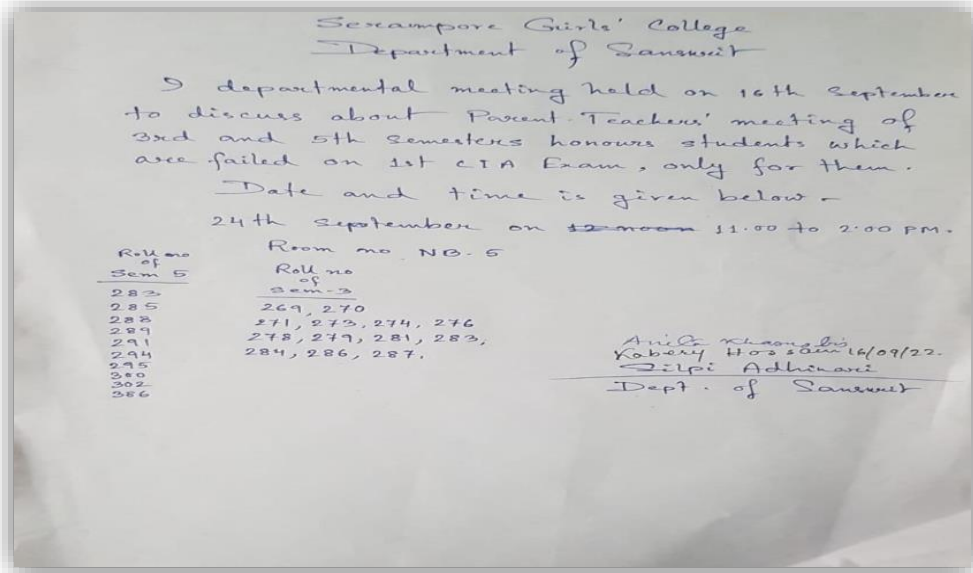 Serampore Girls' College
Department of Sanskrit
I departmental meeting held on 16th September
to discuss about Parent-Teachers' meeting of
3rd and 5th semesters honours students which
are failed on 1st CIA Exam, only for them.
Date and time is given below -
24th September on 12 noon 11.00 to 2.00 PM.
Room no NB-5
Roll no
of
Sem 5
283
285
288
289
291
294
295
300
302
386
Roll no
of
Sem-3
269, 270
271, 273, 274, 276
278, 279, 281, 283,
284, 286, 287.
Kabery Hossain 16/09/22.
Silpi Adhikari
Dept. of Sanskrit